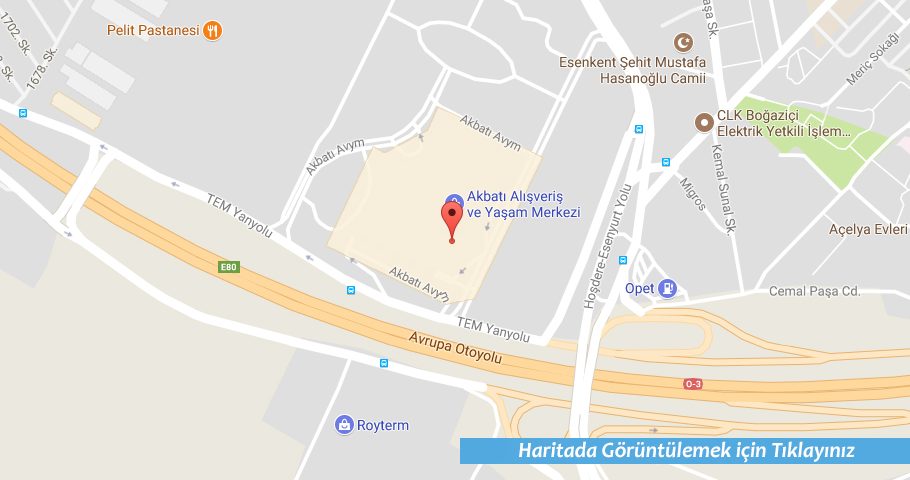 Pelit Pastanesi
1702. Sk.
1678. Sk.
Paşa Sk.
Esenkent Şehit Mustafa
Hasanoğlu Camii
Meriç Sokağı
CLK Boğaziçi
Elektrik Yetkili İşlem…
Akbatı Avym
Akbatı Avym
Kemal Sunal Sk.
Migros
Akbatı Alışveriş
ve Yaşam Merkezi
TEM Yanyolu
Hoşdere-Esenyurt Yolu
Açelya Evleri
E80
Akbatı Avym
Opet
Cemal Paşa Cd.
TEM Yanyolu
Avrupa Otoyolu
O-3
Royterm
Haritada Görüntülemek için Tıklayınız